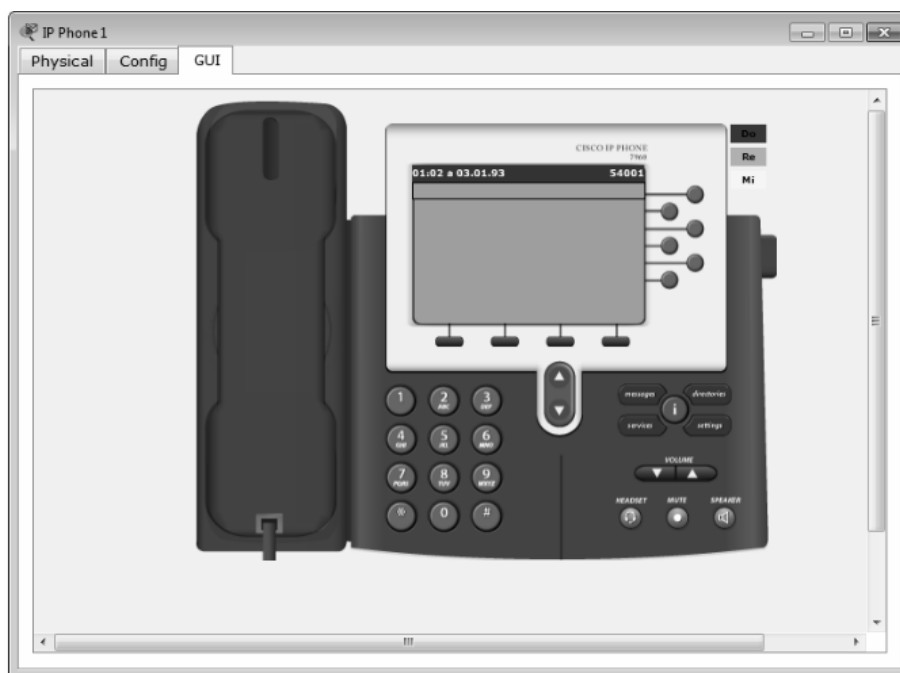 IP Phone1
Physical Config GUI
CISCO IP PHONE
7960
Do
Re
Mi
01:02 a 03.01.93 54001
1
2 ABC
3 DEF
4 GHI
5 JKL
6 MNO
7 PQRS
8 TUV
9 WXYZ
*
0
#
messages directories
i
services settings
VOLUME
HEADSET MUTE SPEAKER